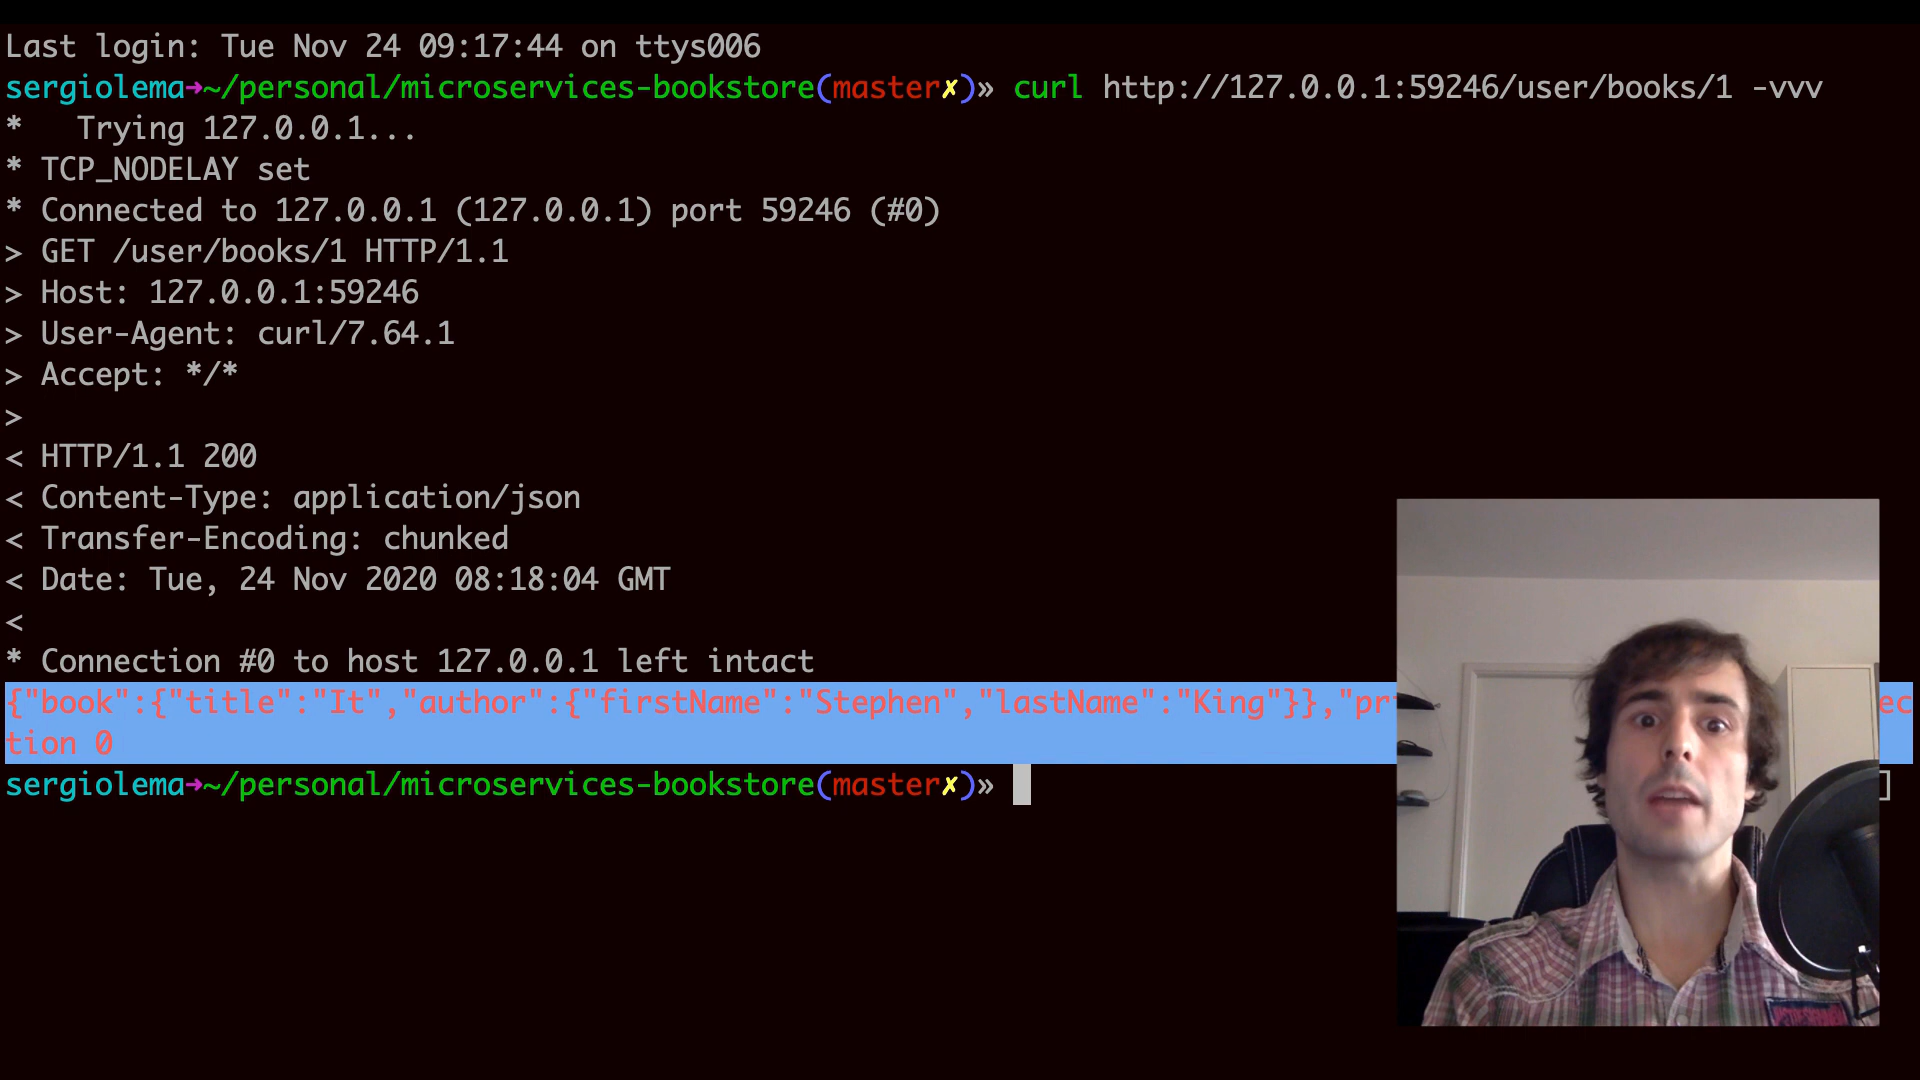 Last login: Tue Nov 24 09:17:44 on ttys006
sergiolema→~/personal/microservices-bookstore(master✗)» curl http://127.0.0.1:59246/user/books/1 -vvv
*   Trying 127.0.0.1...
* TCP_NODELAY set
* Connected to 127.0.0.1 (127.0.0.1) port 59246 (#0)
> GET /user/books/1 HTTP/1.1
> Host: 127.0.0.1:59246
> User-Agent: curl/7.64.1
> Accept: */*
>
< HTTP/1.1 200
< Content-Type: application/json
< Transfer-Encoding: chunked
< Date: Tue, 24 Nov 2020 08:18:04 GMT
<
* Connection #0 to host 127.0.0.1 left intact
{"book":{"title":"It","author":{"firstName":"Stephen","lastName":"King"}},"pr ec
tion 0
sergiolema→~/personal/microservices-bookstore(master✗)»